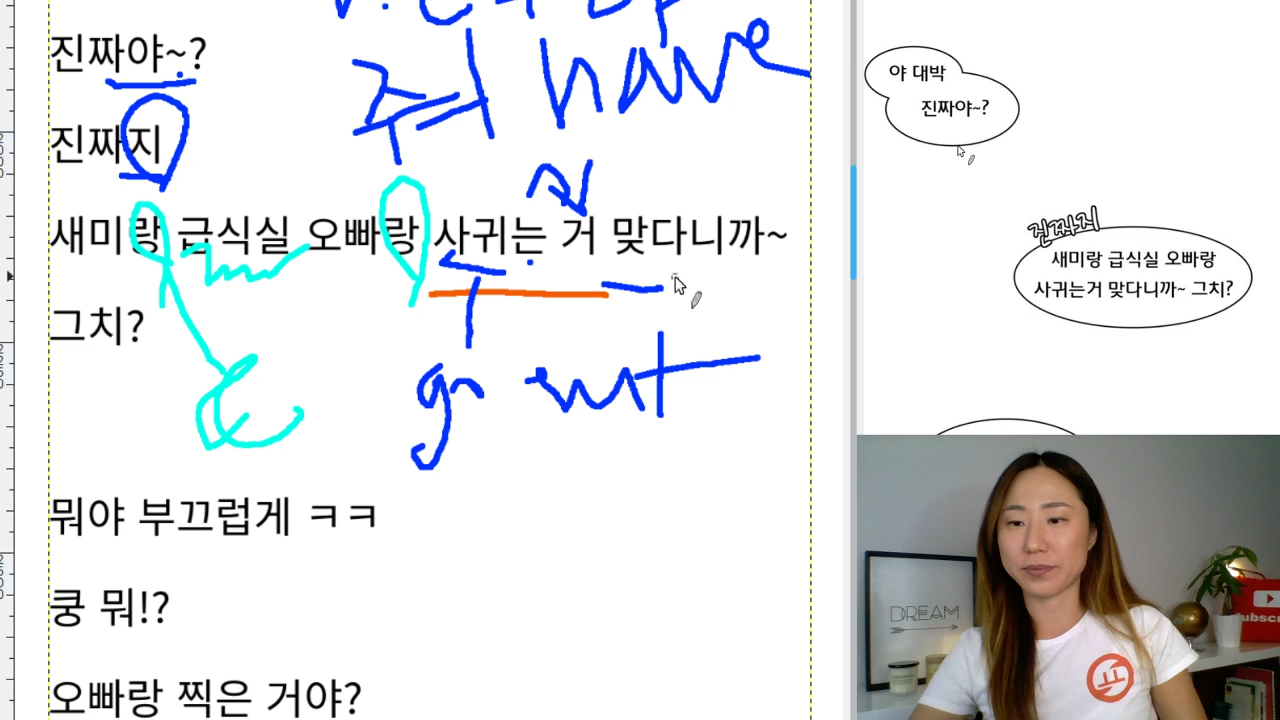 have
주ㅓ
진짜야~?
진짜지
새미랑 급식실 오빠랑 사귀는 거 맞다니까~
그치?
go out
뭐야 부끄럽게 ㅋㅋ
쿵 뭐!?
오빠랑 찍은 거야?
야 대박
진짜야~?
진짜지
새미랑 급식실 오빠랑
사귀는거 맞다니까~ 그치?
DREAM